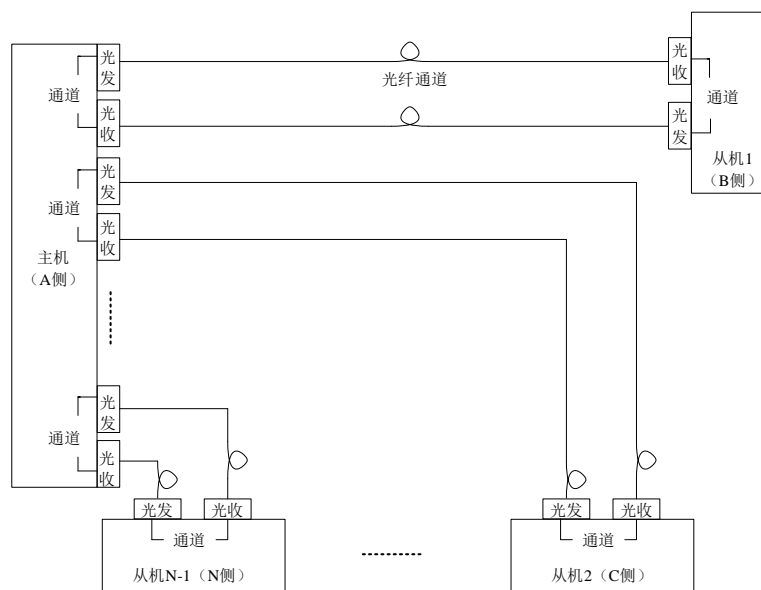 光发
通道
光收
光纤通道
光收
通道
光发
从机1
（B侧）
光发
通道
光收
主机
（A侧）
光发
通道
光收
光发
光收
通道
从机N-1（N侧）
光发
光收
通道
从机2（C侧）